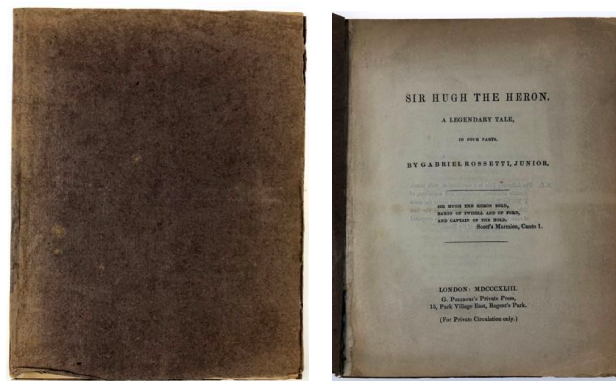 SIR HUGH THE HERON.
A LEGENDARY TALE,
IN FOUR PARTS.
BY GABRIEL ROSSETTI, JUNIOR.
SIR HUGH THE HERON BOLD,
BARON OF TWISELL AND OF FORD,
AND CAPTAIN OF THE HOLD.
Scott's Marmion, Canto 1.
LONDON: MDCCCXLIII.
G. Polidori's Private Press,
15, Park Village East, Regent's Park.
(For Private Circulation only.)